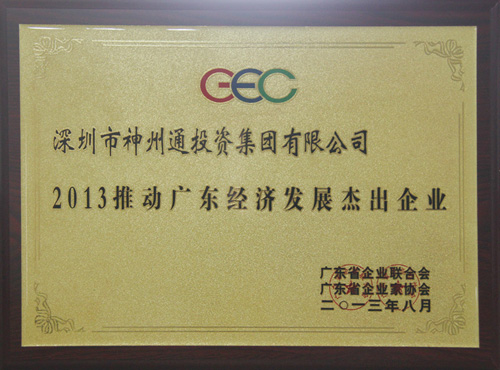 GEC
深圳市神州通投资集团有限公司
2013推动广东经济发展杰出企业
广东省企业联合会
广东省企业家协会
二〇一三年八月